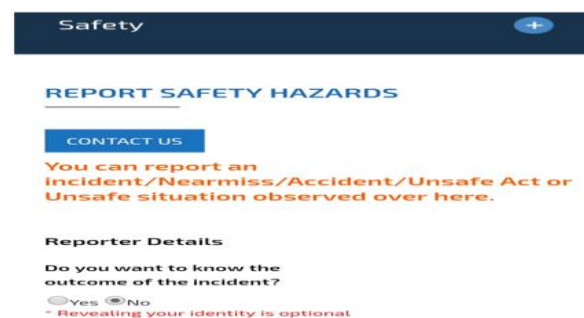 Safety
REPORT SAFETY HAZARDS
CONTACT US
You can report an
incident/Nearmiss/Accident/Unsafe Act or
Unsafe situation observed over here.
Reporter Details
Do you want to know the
outcome of the incident?
Yes No
* Revealing your identity is optional